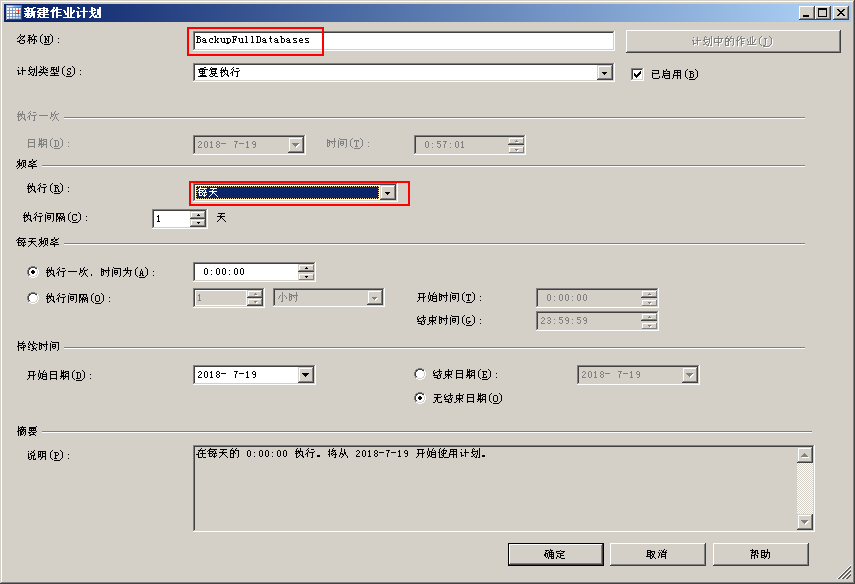 新建作业计划
名称(N): BackupFullDatabases 计划中的作业(J)
计划类型(S): 重复执行 已启用(B)
执行一次
日期(D): 2018- 7-19 时间(T): 0:57:01
频率
执行(R): 每天
执行间隔(C): 1 天
每天频率
执行一次，时间为(A): 0:00:00
执行间隔(O): 1 小时 开始时间(T): 0:00:00
结束时间(G): 23:59:59
持续时间
开始日期(D): 2018- 7-19 结束日期(E): 2018- 7-19
无结束日期(O)
摘要
说明(P): 在每天的 0:00:00 执行。将从 2018-7-19 开始使用计划。
确定 取消 帮助